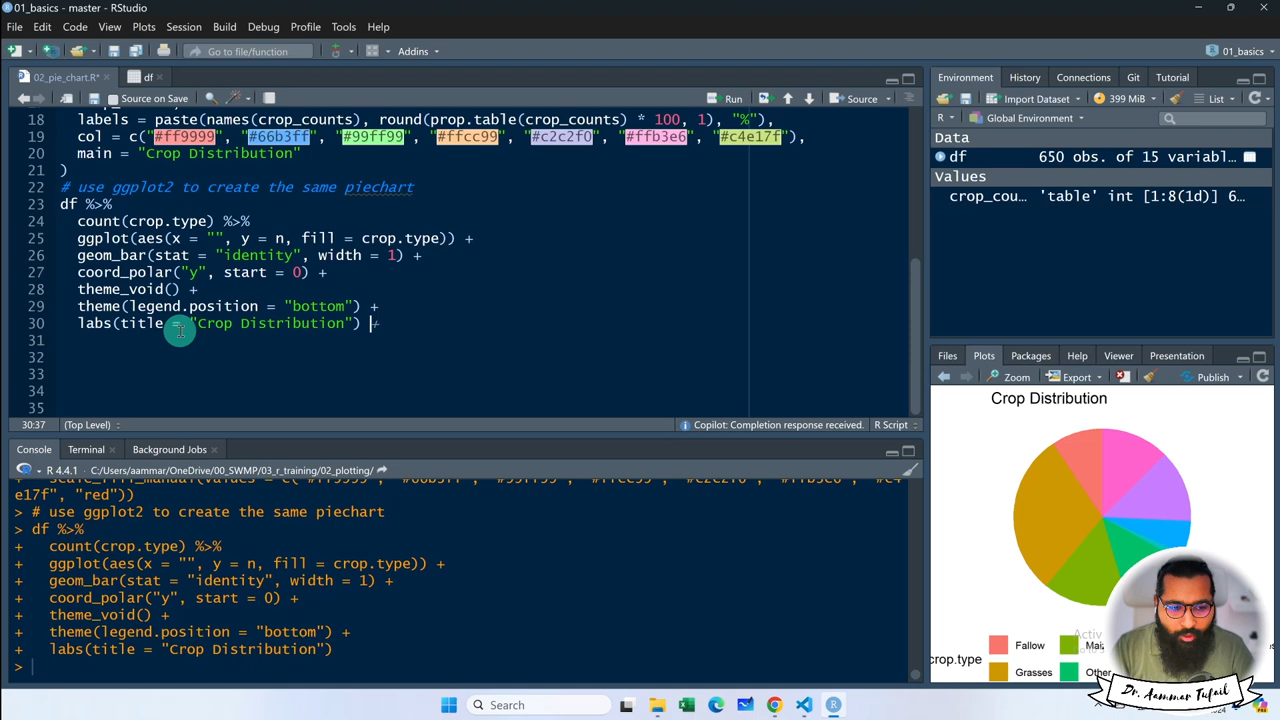 01_basics - master - RStudio
File Edit Code View Plots Session Build Debug Profile Tools Help
Go to file/function Addins 01_basics
02_pie_chart.R* df
Source on Save Run Source
18 labels = paste(names(crop_counts), round(prop.table(crop_counts) * 100, 1), "%"),
19 col = c("#ff9999", "#66b3ff", "#99ff99", "#ffcc99", "#c2c2f0", "#ffb3e6", "#c4e17f"),
20 main = "Crop Distribution"
21 )
22 # use ggplot2 to create the same piechart
23 df %>%
24 count(crop.type) %>%
25 ggplot(aes(x = "", y = n, fill = crop.type)) +
26 geom_bar(stat = "identity", width = 1) +
27 coord_polar("y", start = 0) +
28 theme_void() +
29 theme(legend.position = "bottom") +
30 labs(title = "Crop Distribution") +
31
32
33
34
35
30:37 (Top Level) Copilot: Completion response received. R Script
Console Terminal Background Jobs
R 4.4.1 · C:/Users/aammar/OneDrive/00_SWMP/03_r_training/02_plotting/
e17f", "red"))
> # use ggplot2 to create the same piechart
> df %>%
+ count(crop.type) %>%
+ ggplot(aes(x = "", y = n, fill = crop.type)) +
+ geom_bar(stat = "identity", width = 1) +
+ coord_polar("y", start = 0) +
+ theme_void() +
+ theme(legend.position = "bottom") +
+ labs(title = "Crop Distribution")
>
Environment History Connections Git Tutorial
Import Dataset 399 MiB List
R Global Environment
Data
df 650 obs. of 15 variabl…
Values
crop_cou… 'table' int [1:8(1d)] 6…
Files Plots Packages Help Viewer Presentation
Zoom Export Publish
Crop Distribution
crop.type
Fallow
Grasses
Other
Activ
Dr. Aammar Tufail
Search